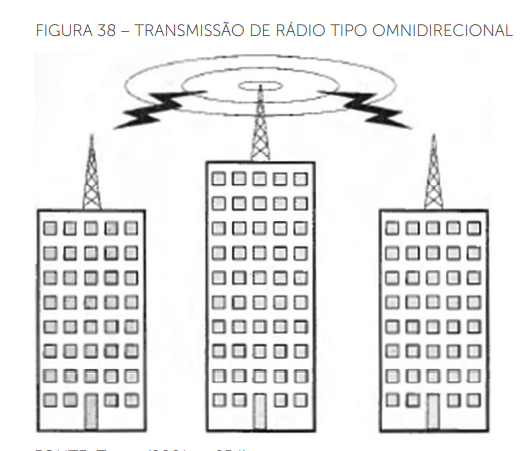 FIGURA 38 – TRANSMISSÃO DE RÁDIO TIPO OMNIDIRECIONAL